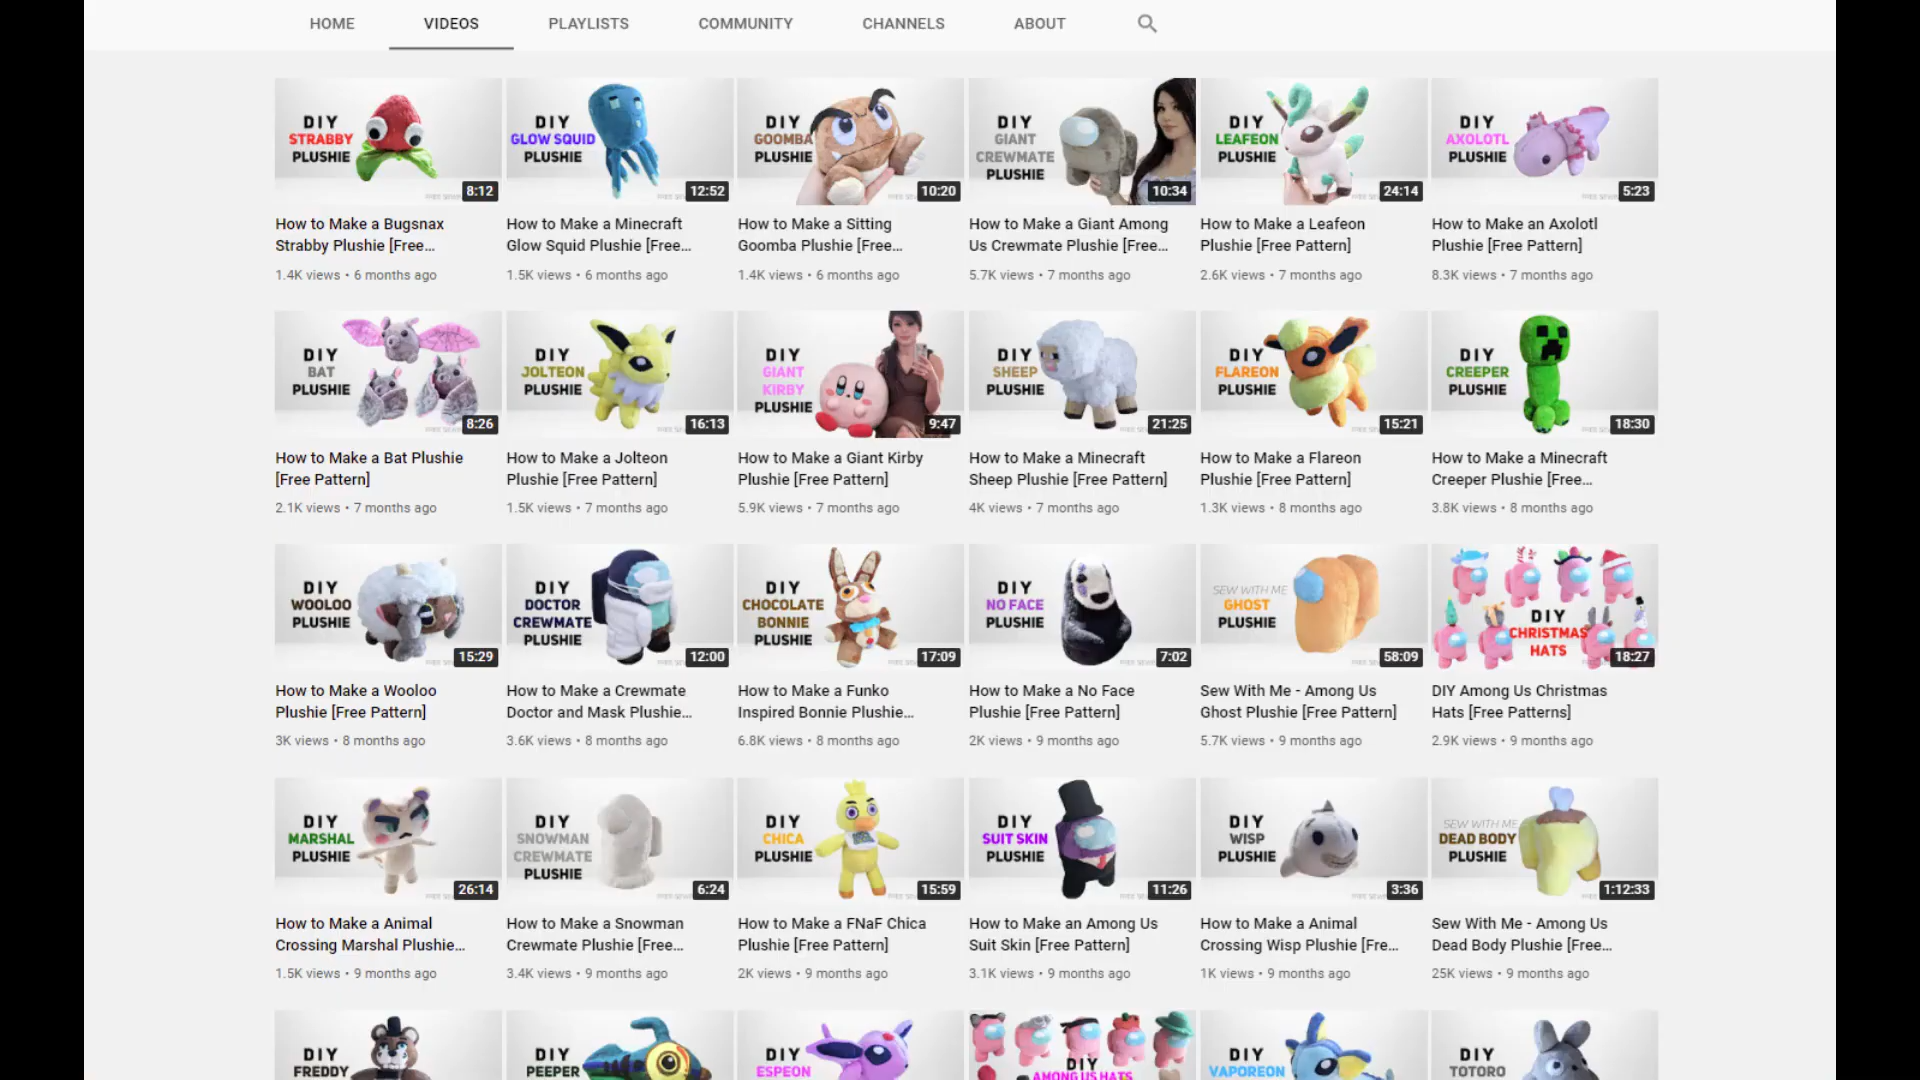 HOME VIDEOS PLAYLISTS COMMUNITY CHANNELS ABOUT
DIY
STRABBY
PLUSHIE
8:12
DIY
GLOW SQUID
PLUSHIE
12:52
DIY
GOOMBA
PLUSHIE
10:20
DIY
GIANT
CREWMATE
PLUSHIE
10:34
DIY
LEAFEON
PLUSHIE
24:14
DIY
AXOLOTL
PLUSHIE
5:23
How to Make a Bugsnax
Strabby Plushie [Free...
1.4K views • 6 months ago
How to Make a Minecraft
Glow Squid Plushie [Free...
1.5K views • 6 months ago
How to Make a Sitting
Goomba Plushie [Free...
1.4K views • 6 months ago
How to Make a Giant Among
Us Crewmate Plushie [Free...
5.7K views • 7 months ago
How to Make a Leafeon
Plushie [Free Pattern]
2.6K views • 7 months ago
How to Make an Axolotl
Plushie [Free Pattern]
8.3K views • 7 months ago
DIY
BAT
PLUSHIE
8:26
DIY
JOLTEON
PLUSHIE
16:13
DIY
GIANT
KIRBY
PLUSHIE
9:47
DIY
SHEEP
PLUSHIE
21:25
DIY
FLAREON
PLUSHIE
15:21
DIY
CREEPER
PLUSHIE
18:30
How to Make a Bat Plushie
[Free Pattern]
2.1K views • 7 months ago
How to Make a Jolteon
Plushie [Free Pattern]
1.5K views • 7 months ago
How to Make a Giant Kirby
Plushie [Free Pattern]
5.9K views • 7 months ago
How to Make a Minecraft
Sheep Plushie [Free Pattern]
4K views • 7 months ago
How to Make a Flareon
Plushie [Free Pattern]
1.3K views • 8 months ago
How to Make a Minecraft
Creeper Plushie [Free...
3.8K views • 8 months ago
DIY
WOOLOO
PLUSHIE
15:29
DIY
DOCTOR
CREWMATE
PLUSHIE
12:00
DIY
CHOCOLATE
BONNIE
PLUSHIE
17:09
DIY
NO FACE
PLUSHIE
7:02
SEW WITH ME
GHOST
PLUSHIE
58:09
DIY
CHRISTMAS
HATS
18:27
How to Make a Wooloo
Plushie [Free Pattern]
3K views • 8 months ago
How to Make a Crewmate
Doctor and Mask Plushie...
3.6K views • 8 months ago
How to Make a Funko
Inspired Bonnie Plushie...
6.8K views • 8 months ago
How to Make a No Face
Plushie [Free Pattern]
2K views • 9 months ago
Sew With Me - Among Us
Ghost Plushie [Free Pattern]
5.7K views • 9 months ago
DIY Among Us Christmas
Hats [Free Patterns]
2.9K views • 9 months ago
DIY
MARSHAL
PLUSHIE
26:14
DIY
SNOWMAN
CREWMATE
PLUSHIE
6:24
DIY
CHICA
PLUSHIE
15:59
DIY
SUIT SKIN
PLUSHIE
11:26
DIY
WISP
PLUSHIE
3:36
SEW WITH ME
DEAD BODY
PLUSHIE
1:12:33
How to Make a Animal
Crossing Marshal Plushie...
1.5K views • 9 months ago
How to Make a Snowman
Crewmate Plushie [Free...
3.4K views • 9 months ago
How to Make a FNaF Chica
Plushie [Free Pattern]
2K views • 9 months ago
How to Make an Among Us
Suit Skin [Free Pattern]
3.1K views • 9 months ago
How to Make a Animal
Crossing Wisp Plushie [Fre...
1K views • 9 months ago
Sew With Me - Among Us
Dead Body Plushie [Free...
25K views • 9 months ago
DIY
FREDDY
DIY
PEEPER
DIY
ESPEON
DIY
AMONG US HATS
DIY
VAPOREON
DIY
TOTORO